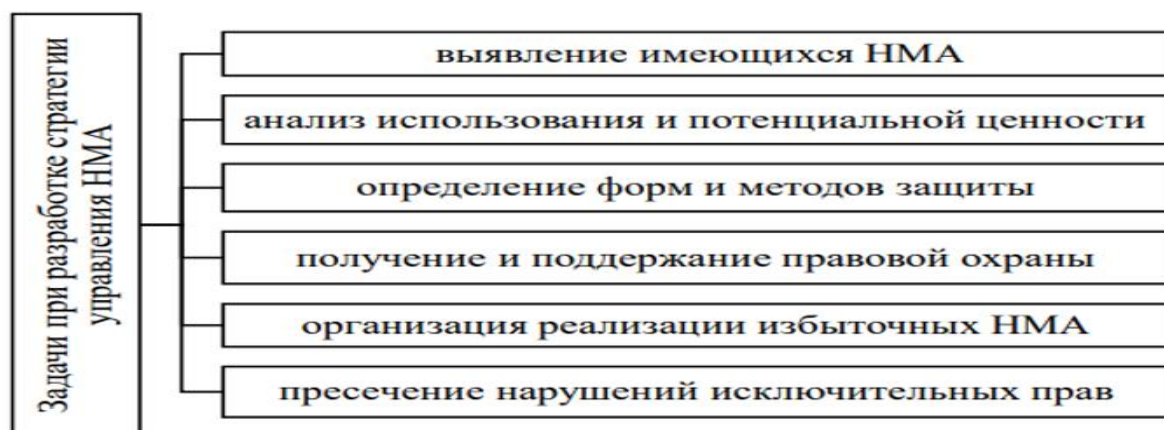 Задачи при разработке стратегии
управления НМА
выявление имеющихся НМА
анализ использования и потенциальной ценности
определение форм и методов защиты
получение и поддержание правовой охраны
организация реализации избыточных НМА
пресечение нарушений исключительных прав